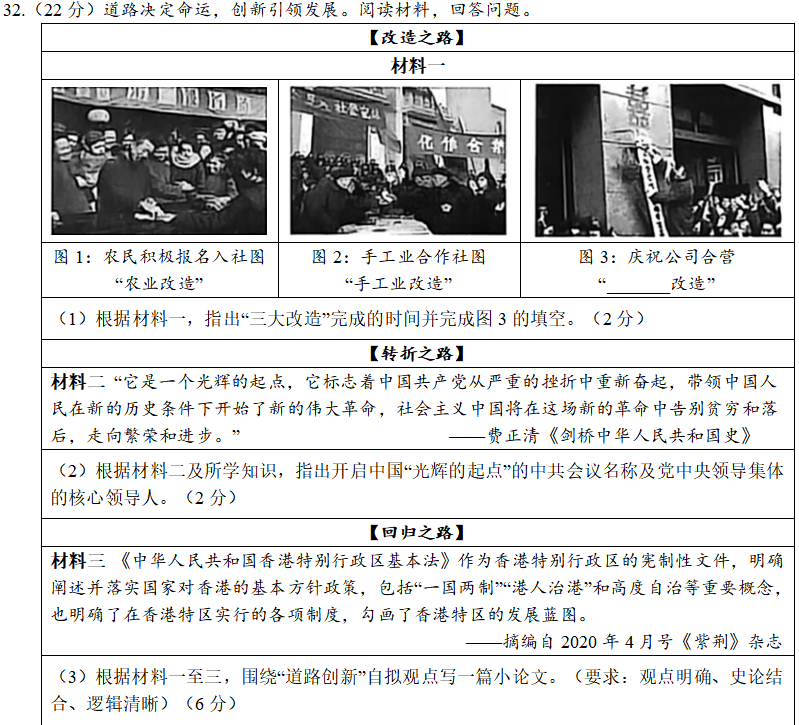 32.（22 分）道路决定命运，创新引领发展。阅读材料，回答问题。
【改造之路】
材料一
化作合業
图 1：农民积极报名入社图
“农业改造”
图 2：手工业合作社图
“手工业改造”
图 3：庆祝公司合营
“_______改造”
（1）根据材料一，指出“三大改造”完成的时间并完成图 3 的填空。（2 分）
【转折之路】
材料二 “它是一个光辉的起点，它标志着中国共产党从严重的挫折中重新奋起，带领中国人
民在新的历史条件下开始了新的伟大革命，社会主义中国将在这场新的革命中告别贫穷和落
后，走向繁荣和进步。” ——费正清《剑桥中华人民共和国史》
（2）根据材料二及所学知识，指出开启中国“光辉的起点”的中共会议名称及党中央领导集体
的核心领导人。（2 分）
【回归之路】
材料三 《中华人民共和国香港特别行政区基本法》作为香港特别行政区的宪制性文件，明确
阐述并落实国家对香港的基本方针政策，包括“一国两制”“港人治港”和高度自治等重要概念，
也明确了在香港特区实行的各项制度，勾画了香港特区的发展蓝图。
——摘编自 2020 年 4 月号《紫荆》杂志
（3）根据材料一至三，围绕“道路创新”自拟观点写一篇小论文。（要求：观点明确、史论结
合、逻辑清晰）（6 分）